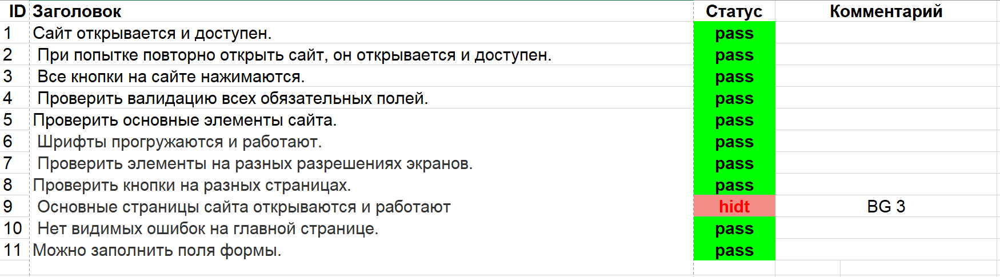 ID Заголовок Статус Комментарий
1 Сайт открывается и доступен. pass
2 При попытке повторно открыть сайт, он открывается и доступен. pass
3 Все кнопки на сайте нажимаются. pass
4 Проверить валидацию всех обязательных полей. pass
5 Проверить основные элементы сайта. pass
6 Шрифты прогружаются и работают. pass
7 Проверить элементы на разных разрешениях экранов. pass
8 Проверить кнопки на разных страницах. pass
9 Основные страницы сайта открываются и работают hidt BG 3
10 Нет видимых ошибок на главной странице. pass
11 Можно заполнить поля формы. pass